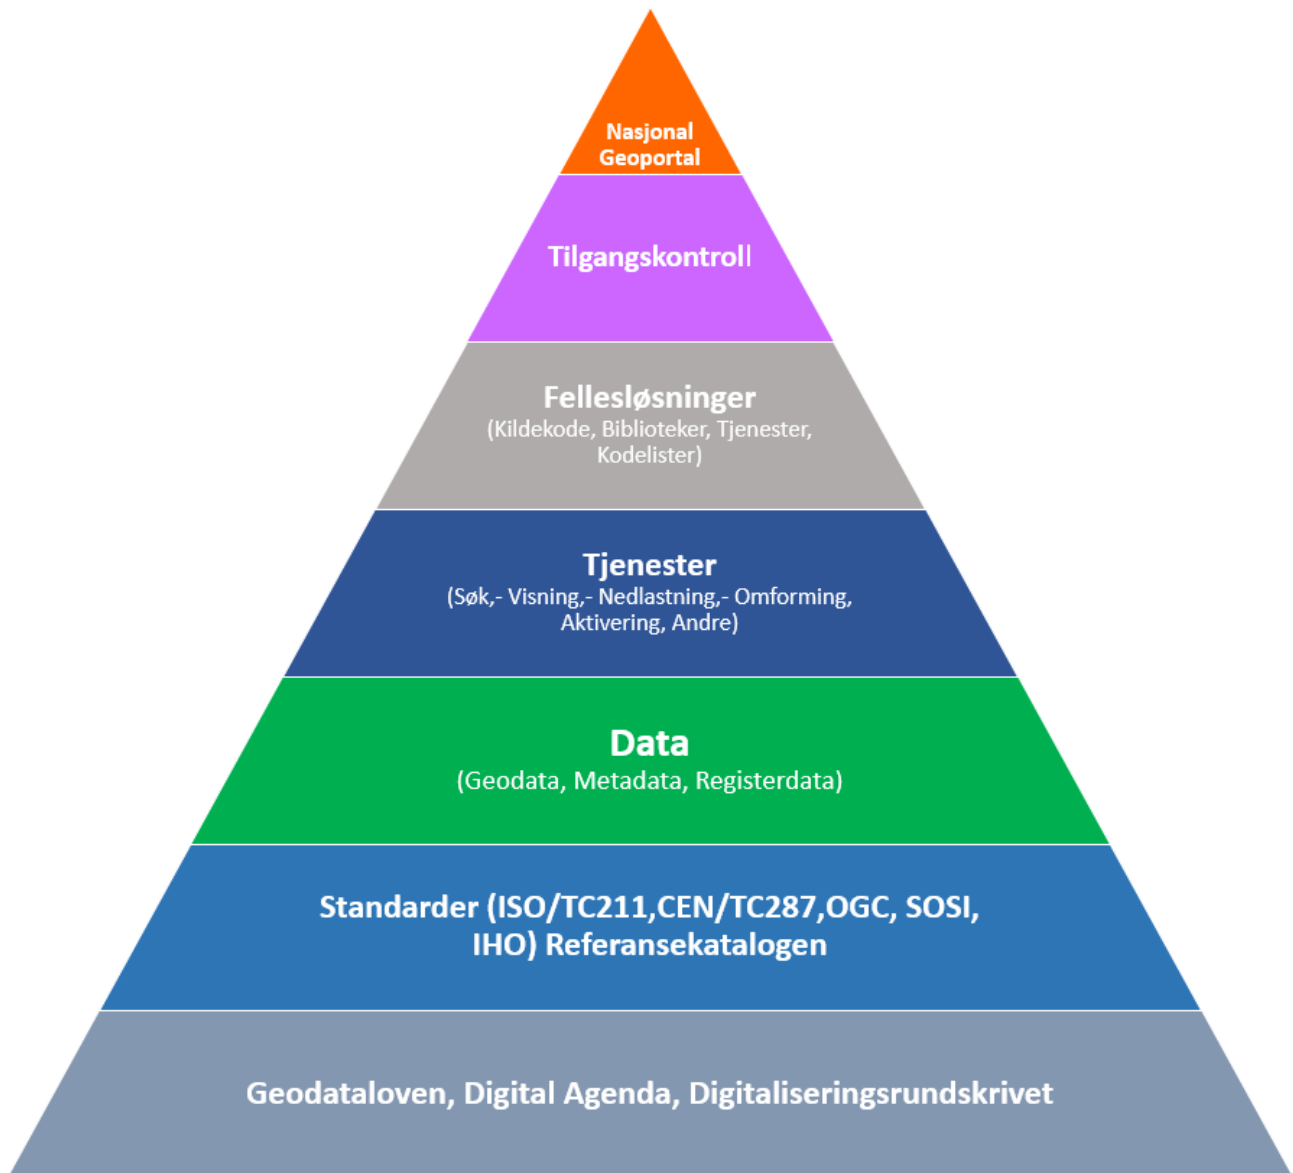 Nasjonal
Geoportal
Tilgangskontroll
Fellesløsninger
(Kildekode, Biblioteker, Tjenester,
Kodelister)
Tjenester
(Søk,- Visning,- Nedlastning,- Omforming,
Aktivering, Andre)
Data
(Geodata, Metadata, Registerdata)
Standarder (ISO/TC211,CEN/TC287,OGC, SOSI,
IHO) Referansekatalogen
Geodataloven, Digital Agenda, Digitaliseringsrundskrivet